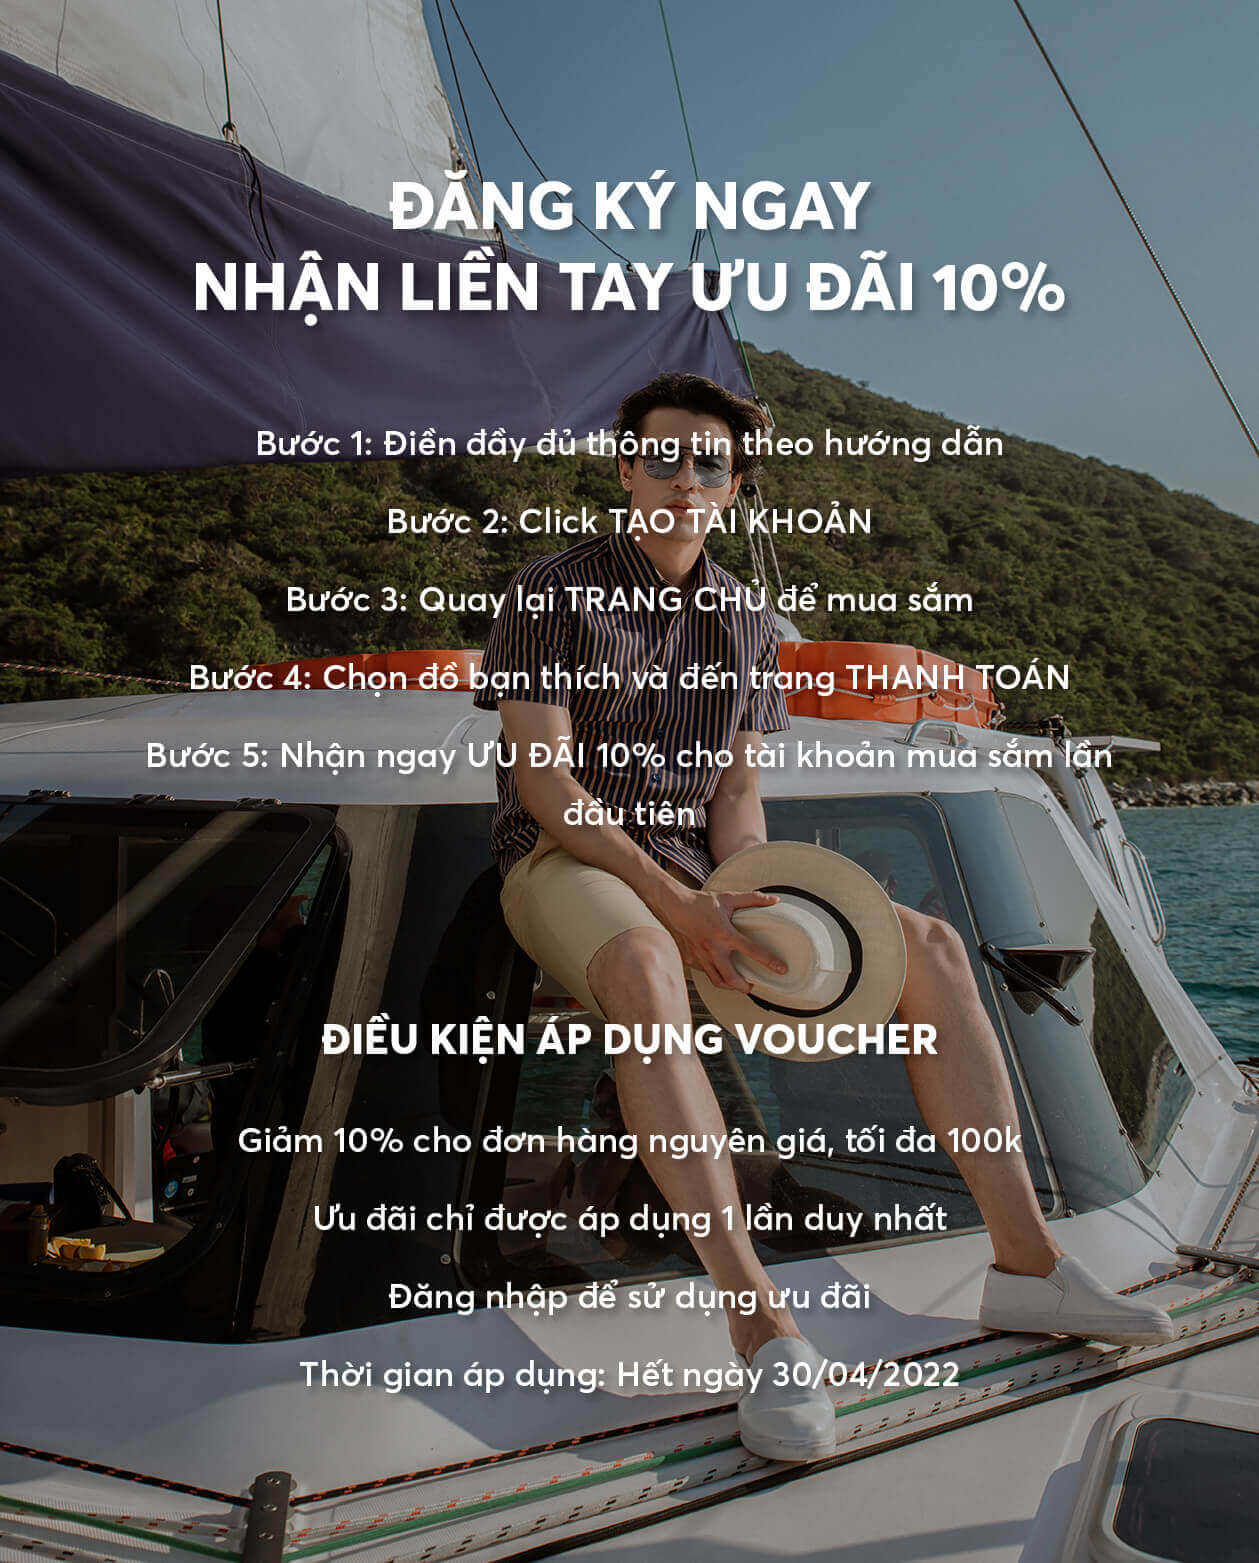 ĐĂNG KÝ NGAY
NHẬN LIỀN TAY ƯU ĐÃI 10%
Bước 1: Điền đầy đủ thông tin theo hướng dẫn
Bước 2: Click TẠO TÀI KHOẢN
Bước 3: Quay lại TRANG CHỦ để mua sắm
Bước 4: Chọn đồ bạn thích và đến trang THANH TOÁN
Bước 5: Nhận ngay ƯU ĐÃI 10% cho tài khoản mua sắm lần
đầu tiên
ĐIỀU KIỆN ÁP DỤNG VOUCHER
Giảm 10% cho đơn hàng nguyên giá, tối đa 100k
Ưu đãi chỉ được áp dụng 1 lần duy nhất
Đăng nhập để sử dụng ưu đãi
Thời gian áp dụng: Hết ngày 30/04/2022